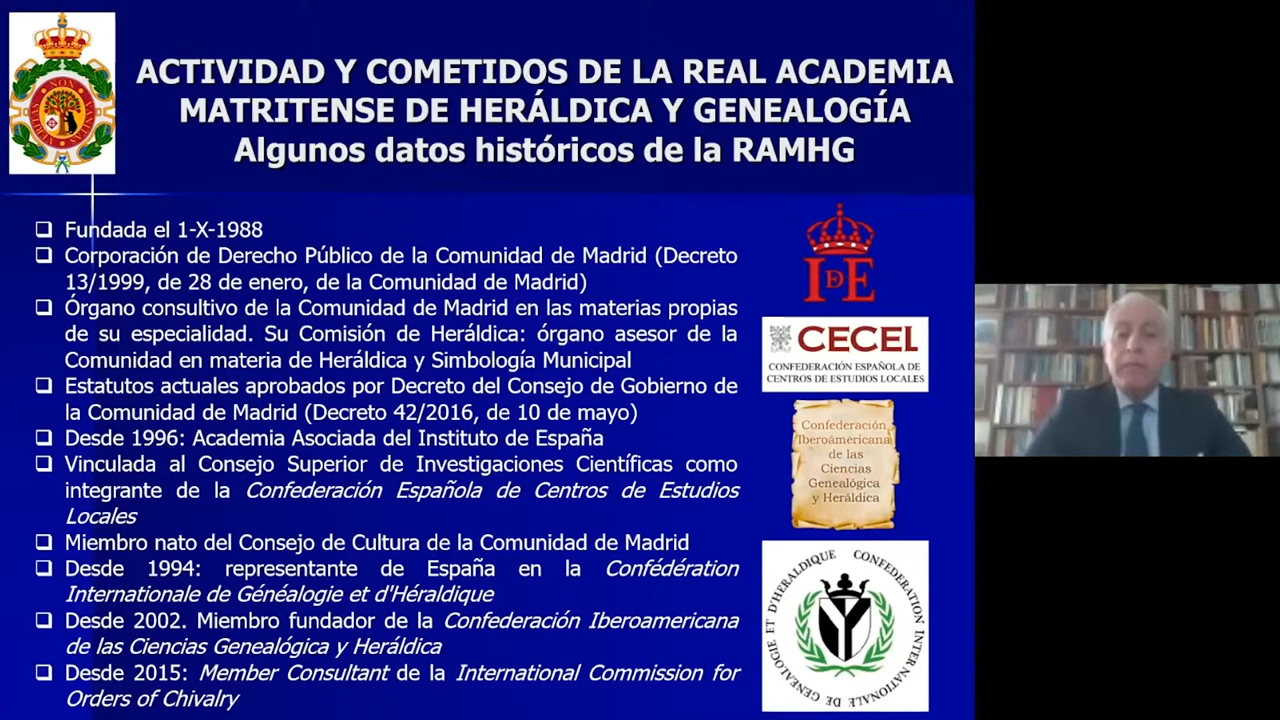 ACTIVIDAD Y COMETIDOS DE LA REAL ACADEMIA
MATRITENSE DE HERÁLDICA Y GENEALOGÍA
Algunos datos históricos de la RAMHG
Fundada el 1-X-1988
Corporación de Derecho Público de la Comunidad de Madrid (Decreto
13/1999, de 28 de enero, de la Comunidad de Madrid)
Órgano consultivo de la Comunidad de Madrid en las materias propias
de su especialidad. Su Comisión de Heráldica: órgano asesor de la
Comunidad en materia de Heráldica y Simbología Municipal
Estatutos actuales aprobados por Decreto del Consejo de Gobierno de
la Comunidad de Madrid (Decreto 42/2016, de 10 de mayo)
Desde 1996: Academia Asociada del Instituto de España
Vinculada al Consejo Superior de Investigaciones Científicas como
integrante de la Confederación Española de Centros de Estudios
Locales
Miembro nato del Consejo de Cultura de la Comunidad de Madrid
Desde 1994: representante de España en la Confédération
Internationale de Généalogie et d'Héraldique
Desde 2002. Miembro fundador de la Confederación Iberoamericana
de las Ciencias Genealógica y Heráldica
Desde 2015: Member Consultant de la International Commission for
Orders of Chivalry
IDEE
CECEL
CONFEDERACIÓN ESPAÑOLA DE
CENTROS DE ESTUDIOS LOCALES
Confederación
Iberoámericana
de las
Ciencias
Genealógica
y Heráldica
CONFEDERATION INTERNATIONALE DE GENEALOGIE ET D'HERALDIQUE